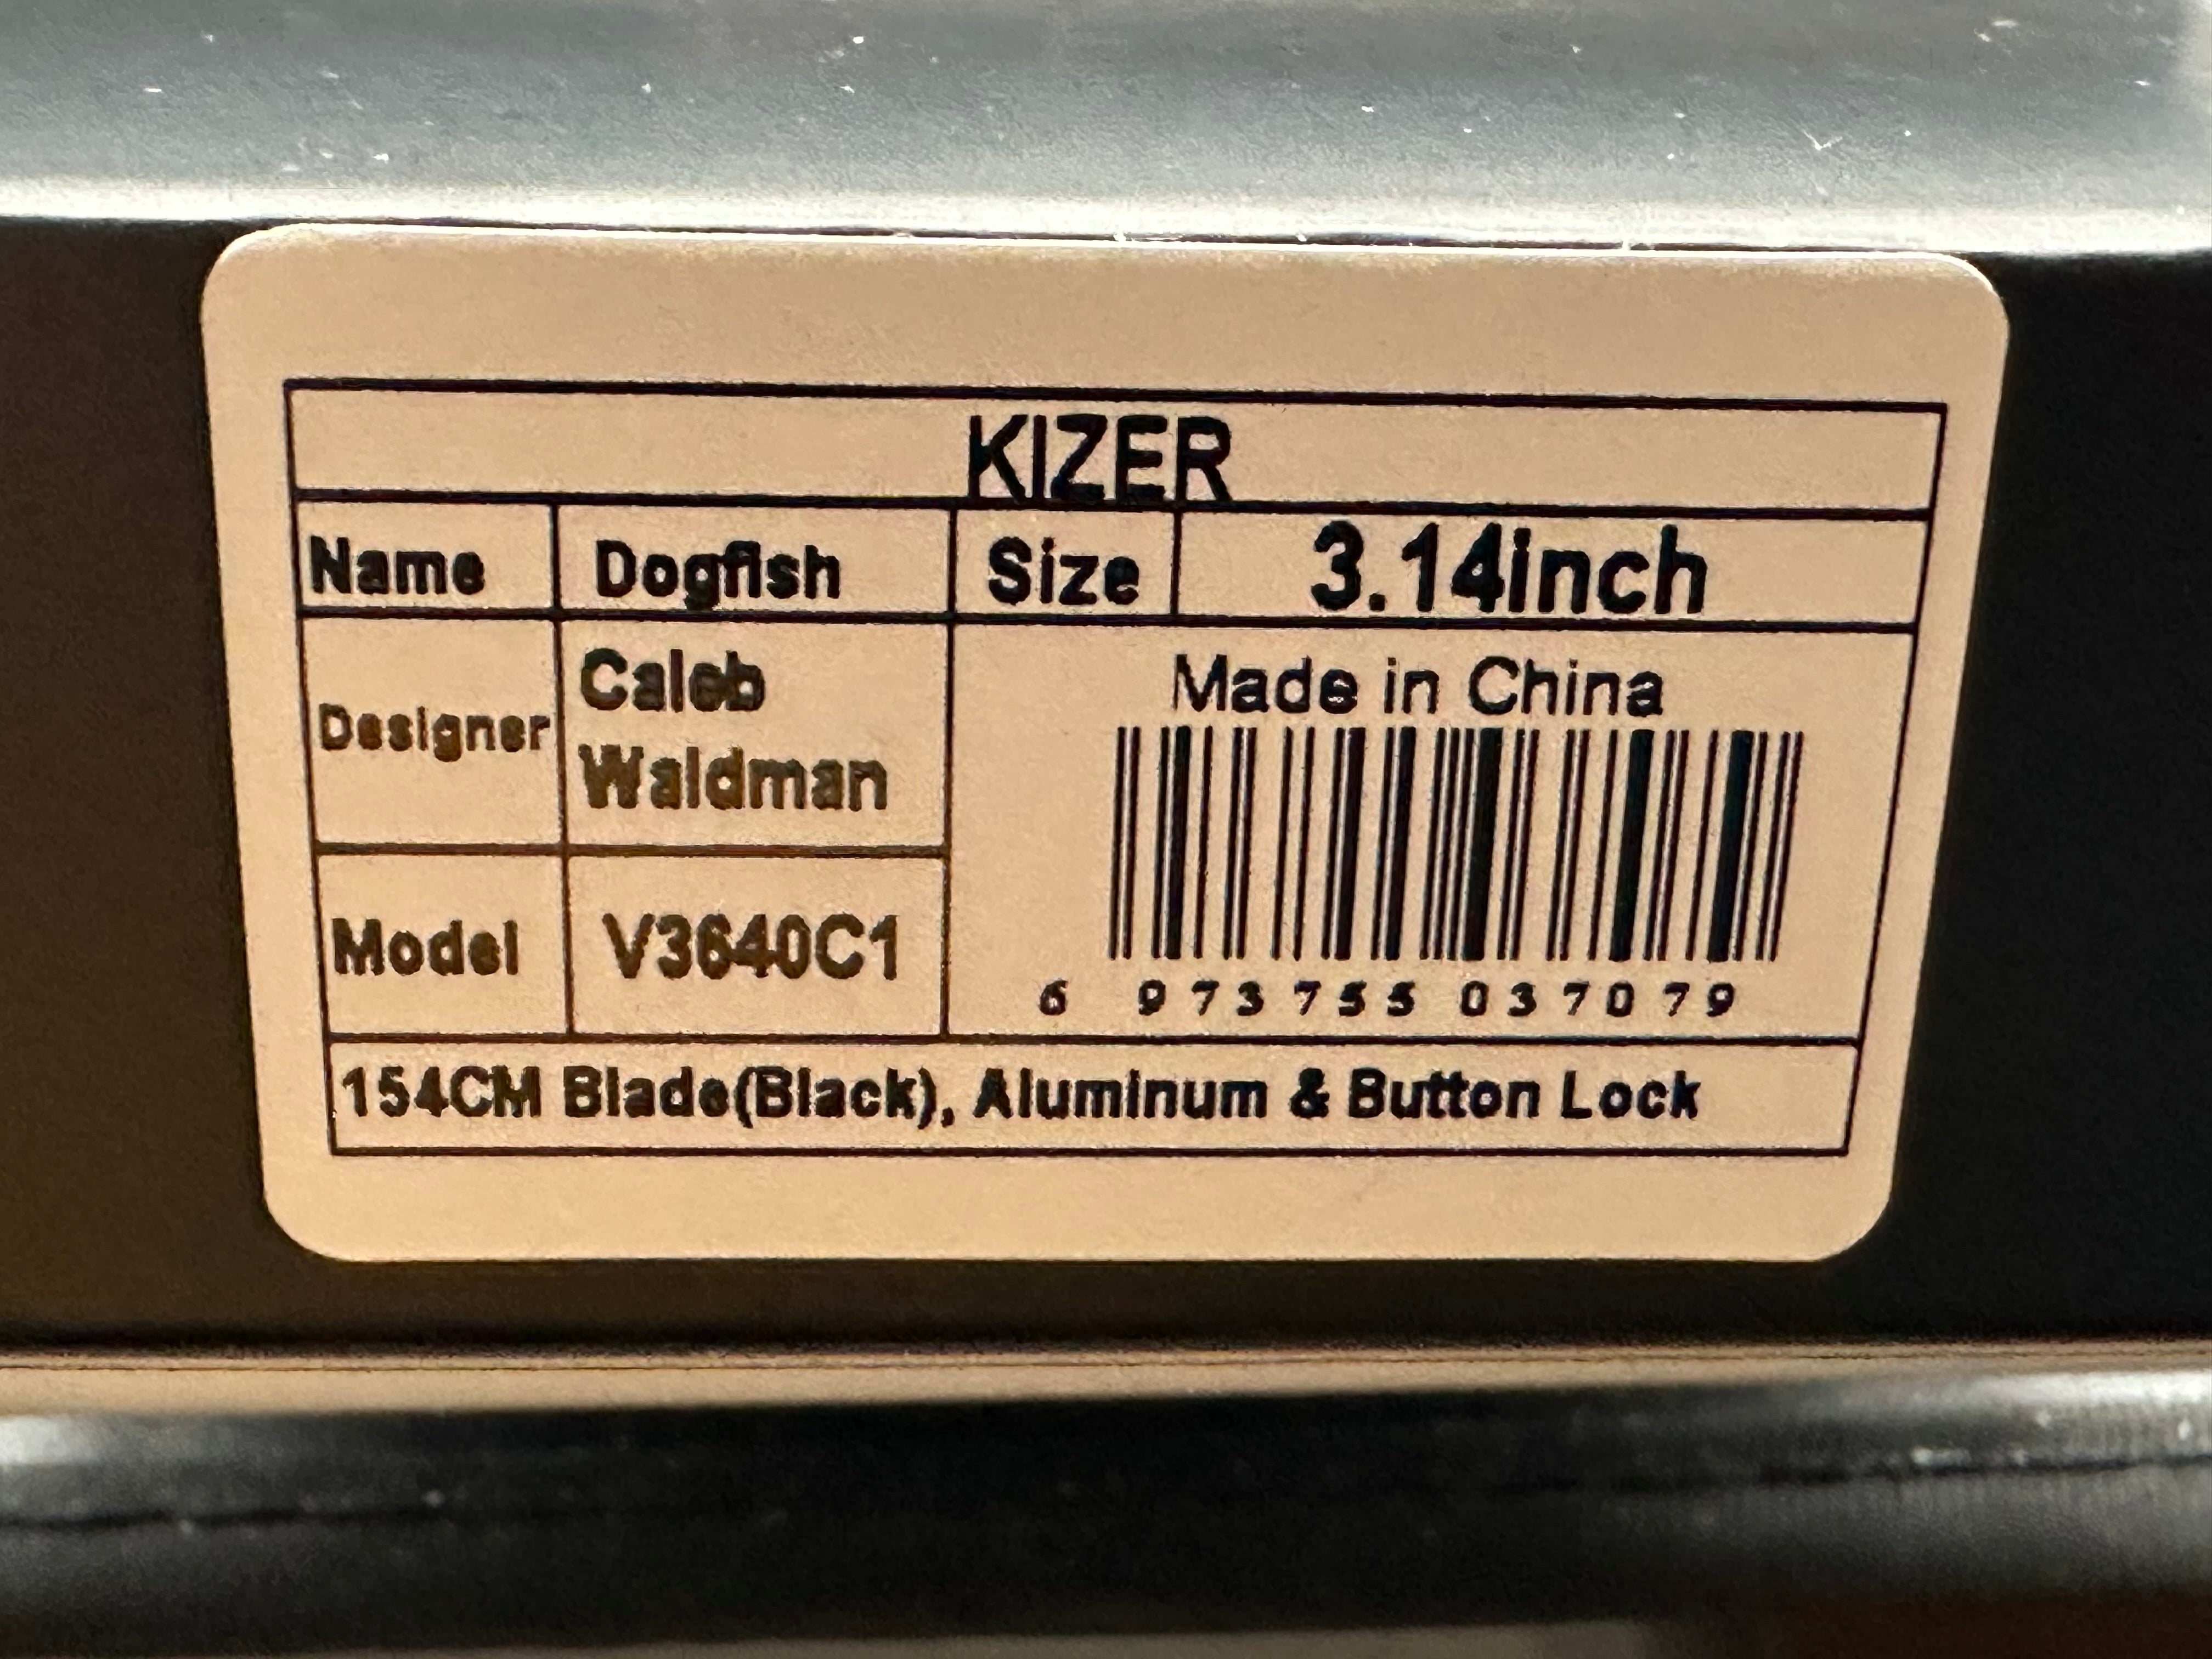 KIZER
Name Dogfish Size 3.14inch
Designer Caleb
Waldman
Made in China
Model V3640C1
6 973755 037079
154CM Blade(Black), Aluminum & Button Lock